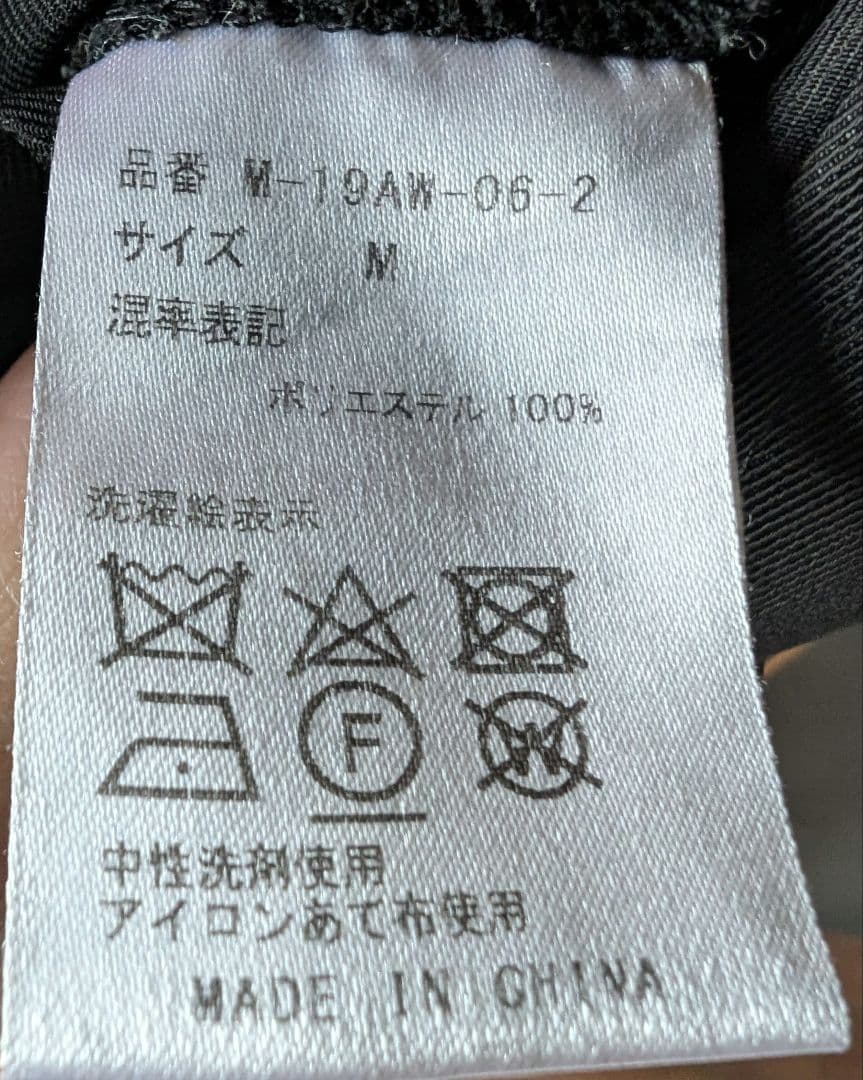 品番 M-19AW-06-2
サイズ M
混率表記
ポリエステル 100%
洗濯絵表示
F
W
中性洗剤使用
アイロンあて布使用
MADE IN CHINA